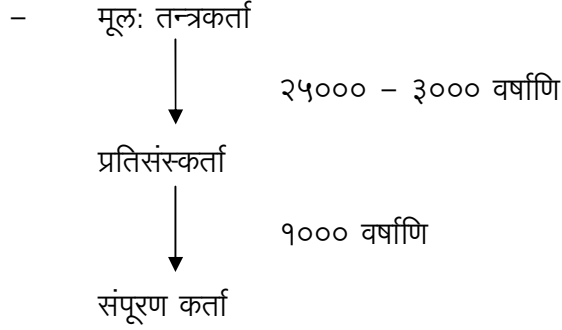 – मूल: तन्त्रकर्ता
२५००० – ३००० वर्षाणि
प्रतिसंस्कर्ता
१००० वर्षाणि
संपूरण कर्ता